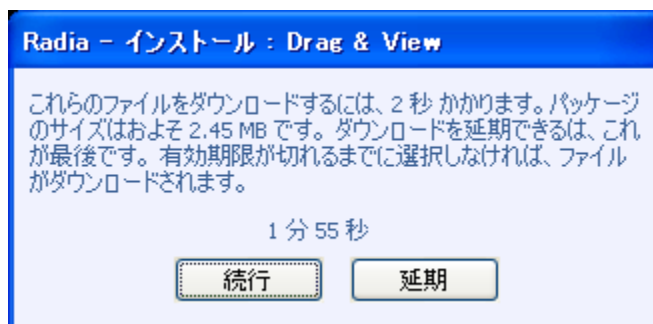 Radia - インストール : Drag & View
これらのファイルをダウンロードするには、2 秒 かかります。パッケージ
のサイズはおよそ 2.45 MB です。ダウンロードを延期できるは、これ
が最後です。有効期限が切れるまでに選択しなければ、ファイル
がダウンロードされます。
1 分 55 秒
続行
延期